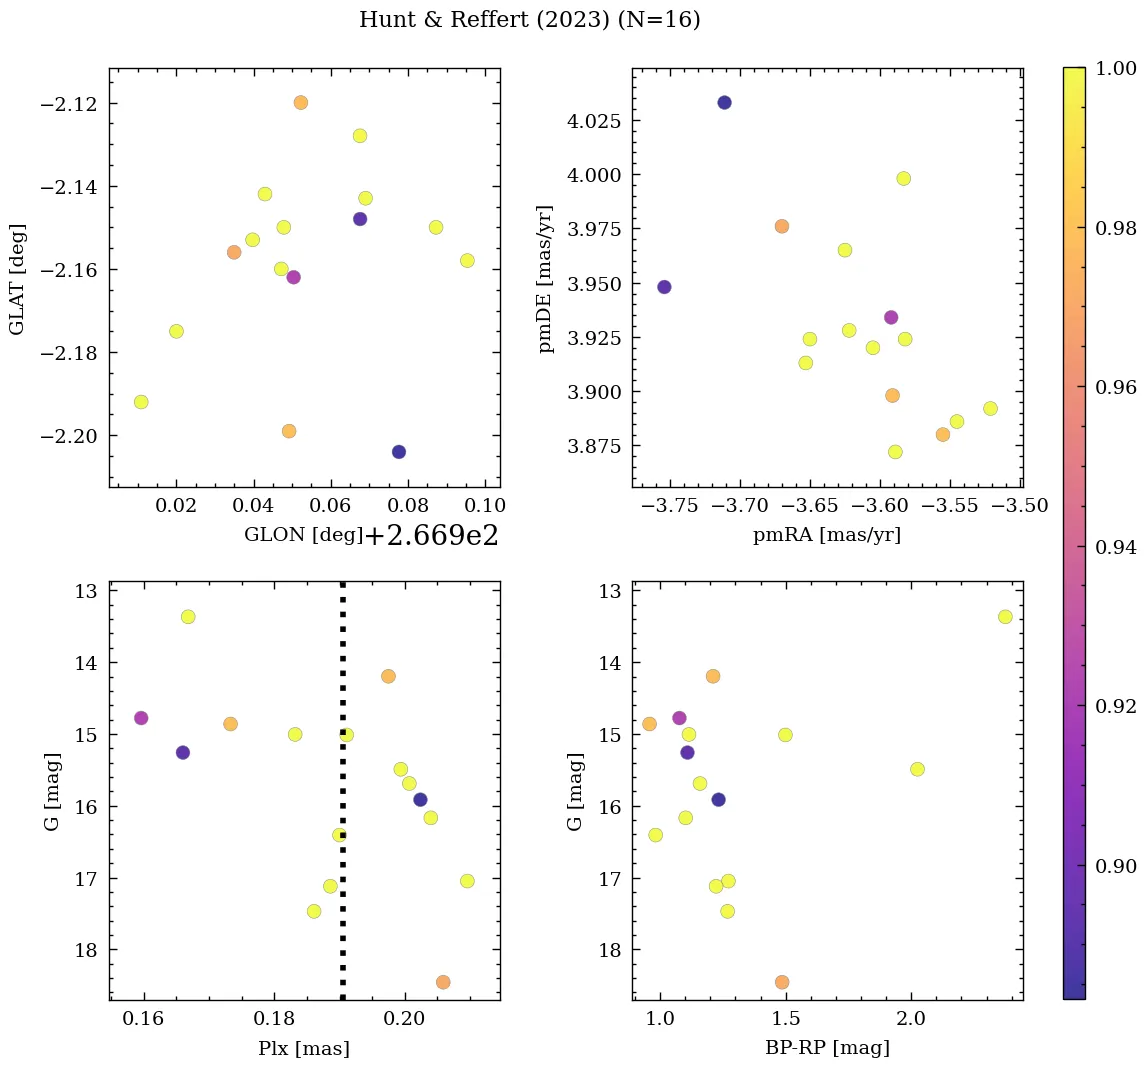 Hunt & Reffert (2023) (N=16)
−2.12
−2.14
−2.16
−2.18
−2.20
GLAT [deg]
0.02 0.04 0.06 0.08 0.10
GLON [deg]
+2.669e2
4.025
4.000
3.975
3.950
3.925
3.900
3.875
pmDE [mas/yr]
−3.75 −3.70 −3.65 −3.60 −3.55 −3.50
pmRA [mas/yr]
13
14
15
16
17
18
G [mag]
0.16 0.18 0.20
Plx [mas]
13
14
15
16
17
18
G [mag]
1.0 1.5 2.0
BP-RP [mag]
1.00
0.98
0.96
0.94
0.92
0.90